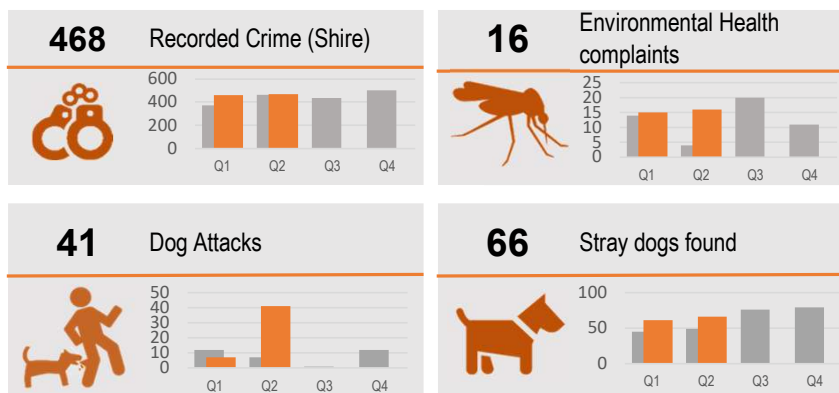 468 Recorded Crime (Shire)
600
400
200
0
Q1 Q2 Q3 Q4
16 Environmental Health
complaints
25
20
15
10
5
0
Q1 Q2 Q3 Q4
41 Dog Attacks
50
40
30
20
10
0
Q1 Q2 Q3 Q4
66 Stray dogs found
100
50
0
Q1 Q2 Q3 Q4